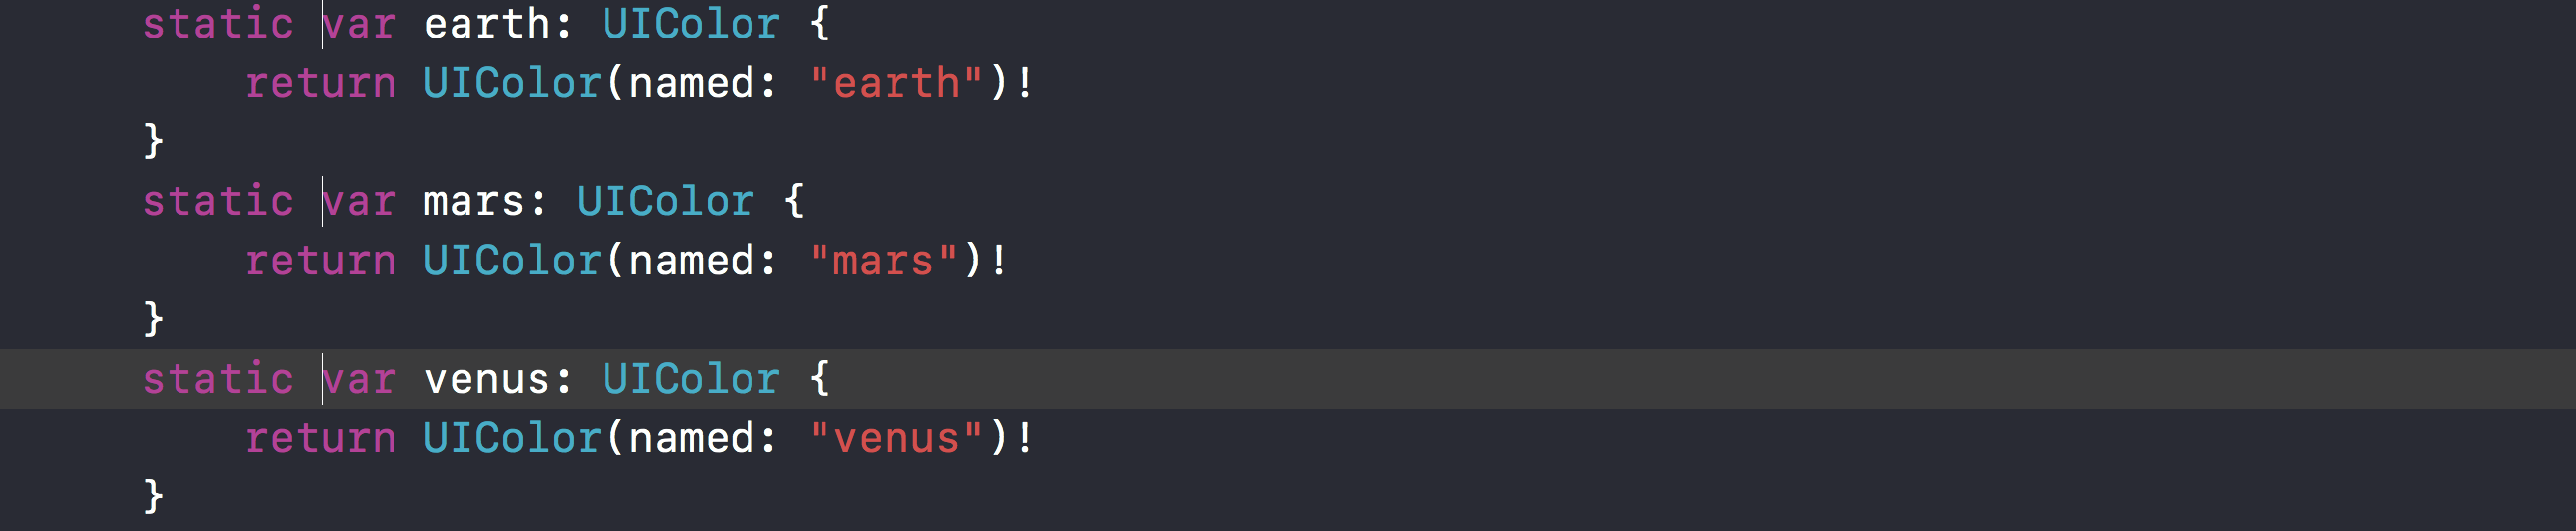 static var earth: UIColor {
    return UIColor(named: "earth")!
}
static var mars: UIColor {
    return UIColor(named: "mars")!
}
static var venus: UIColor {
    return UIColor(named: "venus")!
}